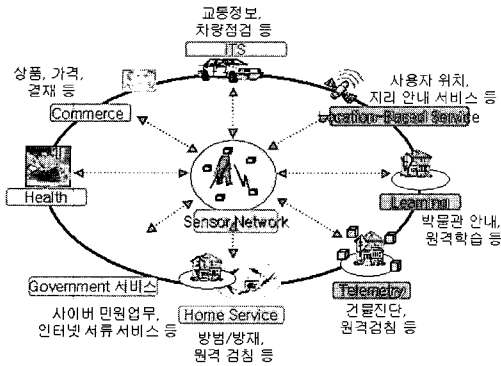 교통정보,
차량점검 등
ITS
상품, 가격,
결재 등
Commerce
사용자 위치,
지리 안내 서비스 등
Location-Based Service
Health
Sensor Network
Learning
박물관 안내,
원격학습 등
Government 서비스
사이버 민원업무,
인터넷 서류 서비스 등
Home Service
방범/방재,
원격 검침 등
Telemetry
건물진단,
원격검침 등